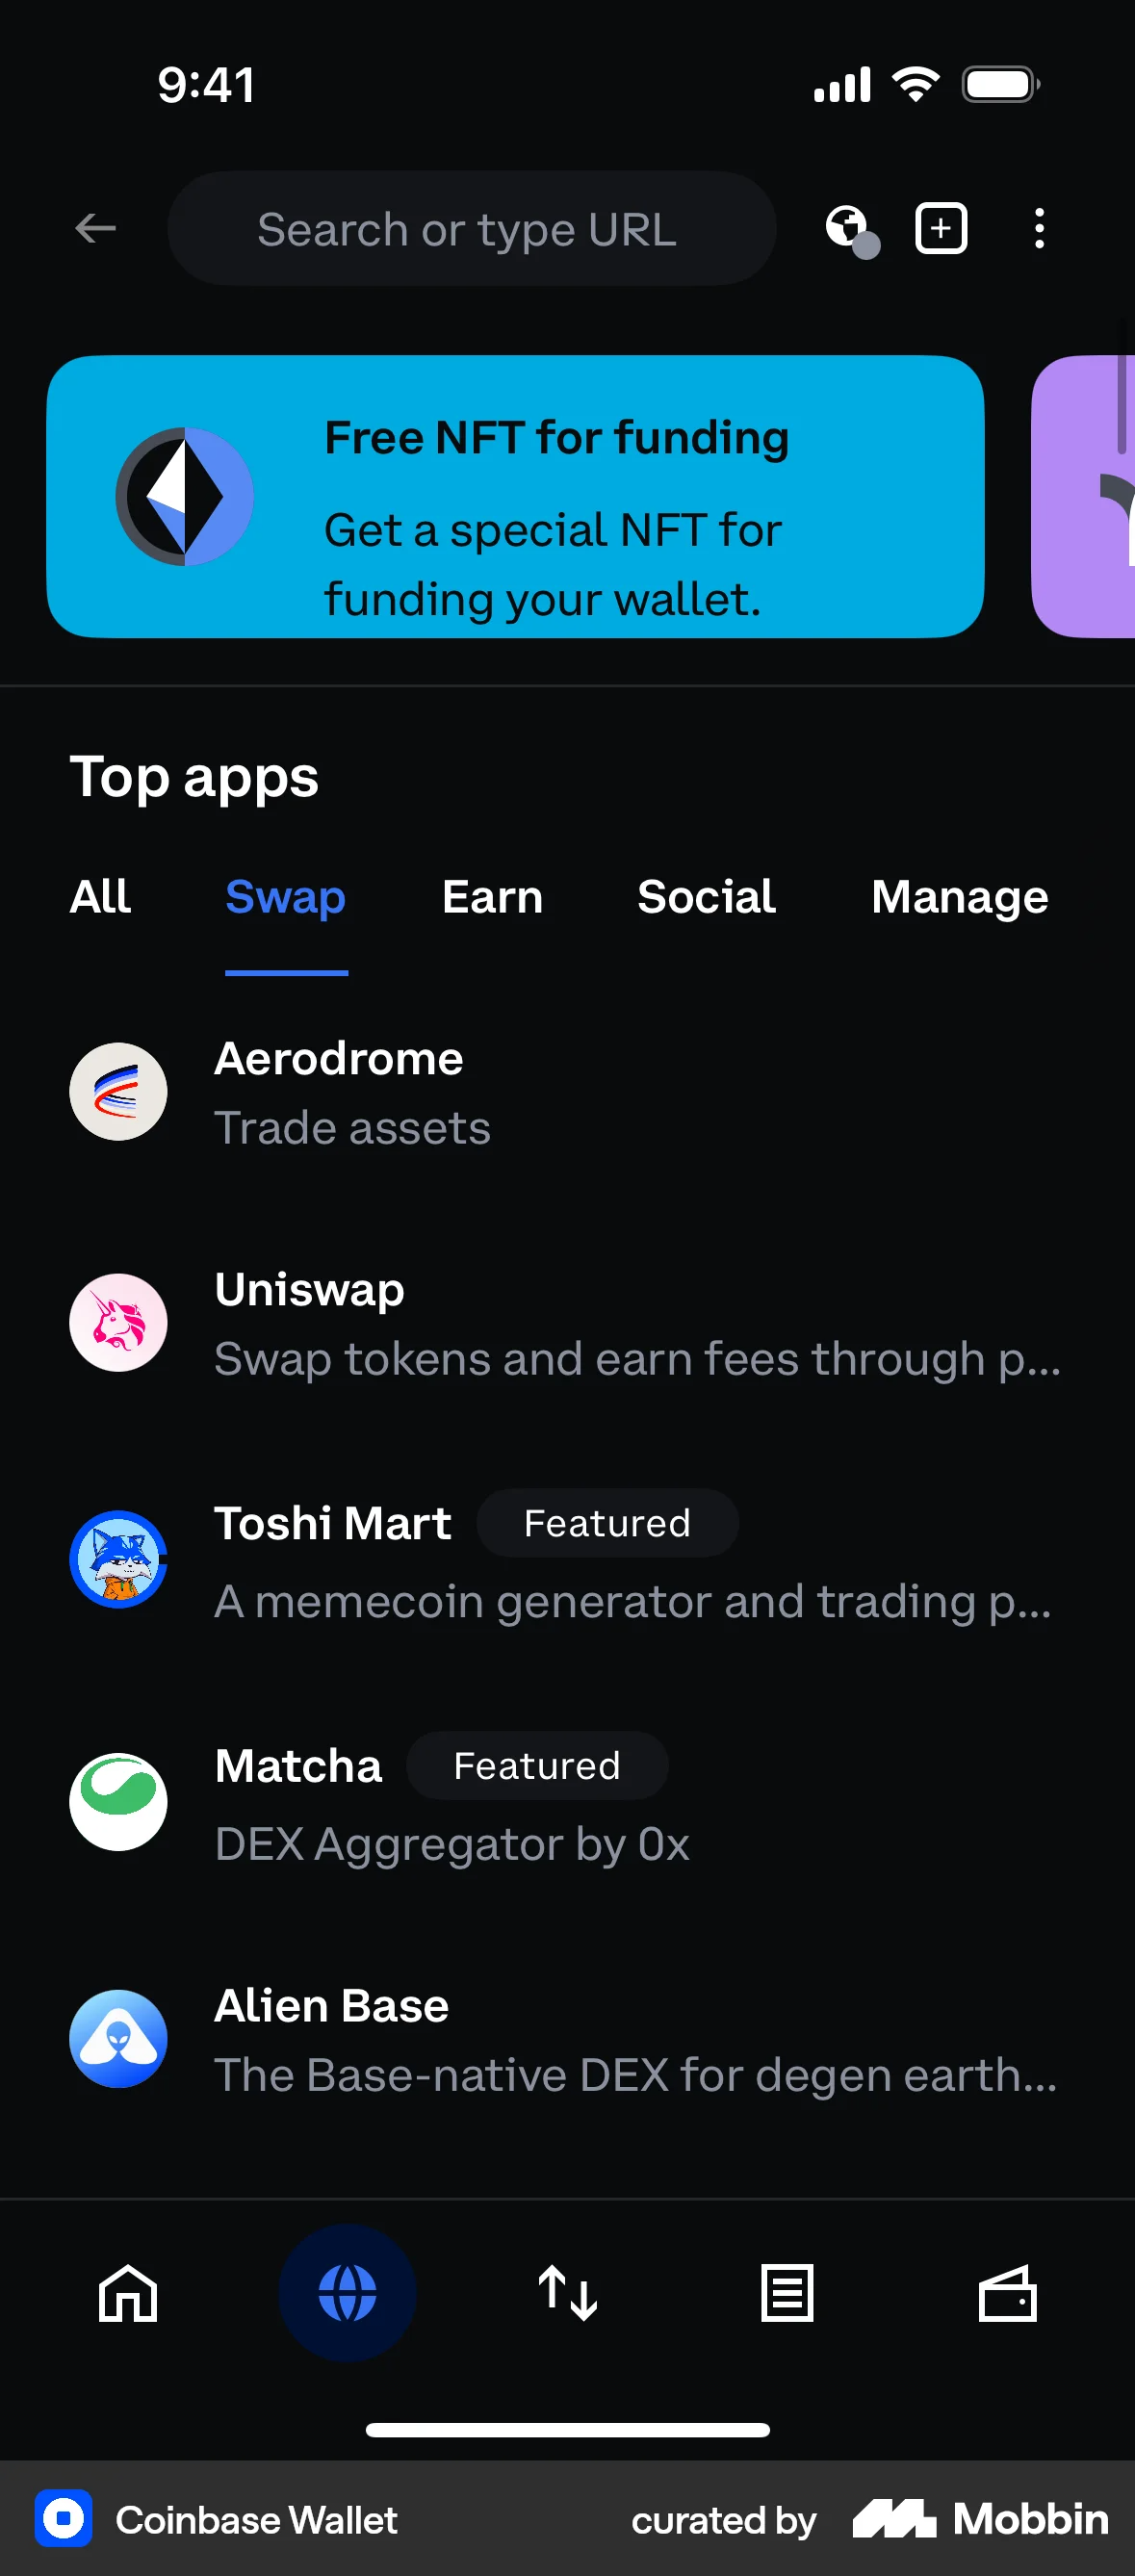 9:41
Search or type URL
Free NFT for funding
Get a special NFT for
funding your wallet.
Top apps
All Swap Earn Social Manage
Aerodrome
Trade assets
Uniswap
Swap tokens and earn fees through p...
Toshi Mart Featured
A memecoin generator and trading p...
Matcha Featured
DEX Aggregator by 0x
Alien Base
The Base-native DEX for degen earth...
Coinbase Wallet curated by Mobbin